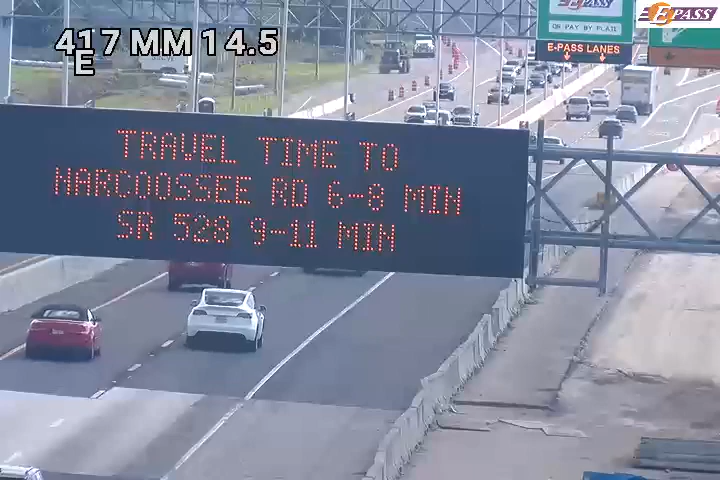 417 MM 14.5
E
E-PASS
OR PAY BY PLATE
E-PASS LANES
E-PASS
TRAVEL TIME TO
NARCOOSSEE RD 6-8 MIN
SR 528 9-11 MIN